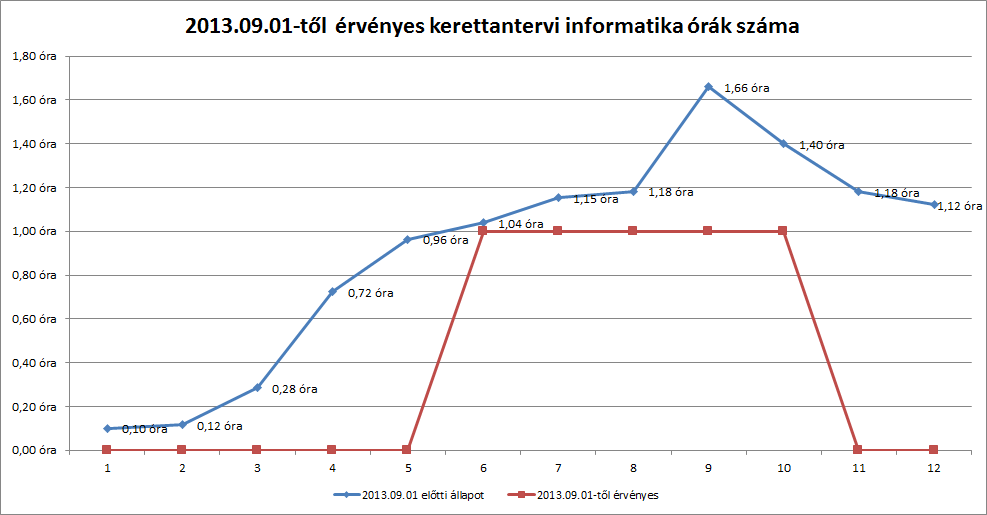 2013.09.01-től érvényes kerettantervi informatika órák száma
1,80 óra
1,60 óra
1,40 óra
1,20 óra
1,00 óra
0,80 óra
0,60 óra
0,40 óra
0,20 óra
0,00 óra
0,10 óra
0,12 óra
0,28 óra
0,72 óra
0,96 óra
1,04 óra
1,15 óra
1,18 óra
1,66 óra
1,40 óra
1,18 óra
1,12 óra
1 2 3 4 5 6 7 8 9 10 11 12
2013.09.01 előtti állapot 2013.09.01-től érvényes